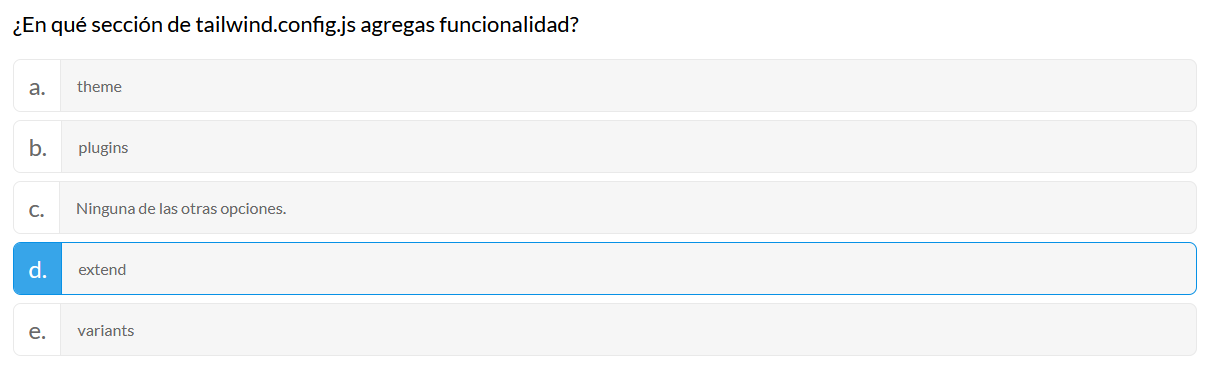 ¿En qué sección de tailwind.config.js agregas funcionalidad?
a. theme
b. plugins
c. Ninguna de las otras opciones.
d. extend
e. variants